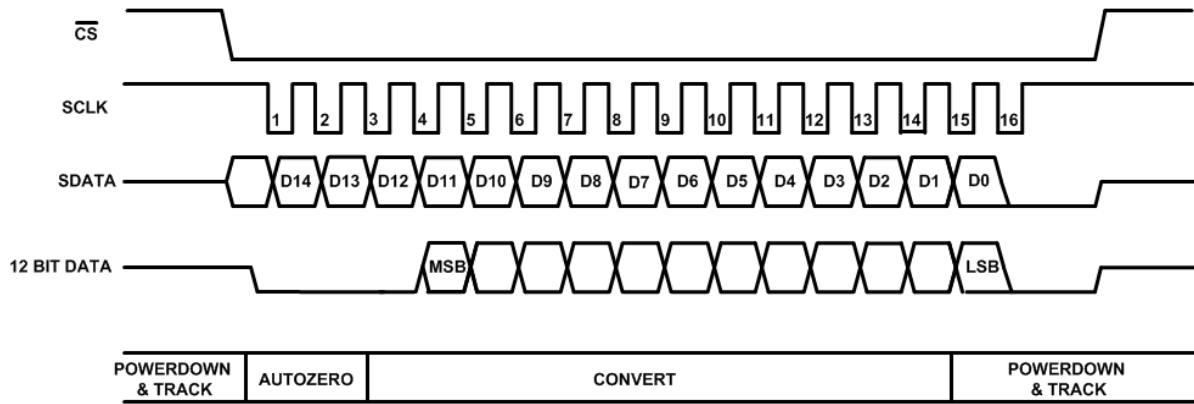 CS
SCLK
1 2 3 4 5 6 7 8 9 10 11 12 13 14 15 16
SDATA
D14 D13 D12 D11 D10 D9 D8 D7 D6 D5 D4 D3 D2 D1 D0
12 BIT DATA
MSB LSB
POWERDOWN
& TRACK
AUTOZERO
CONVERT
POWERDOWN
& TRACK